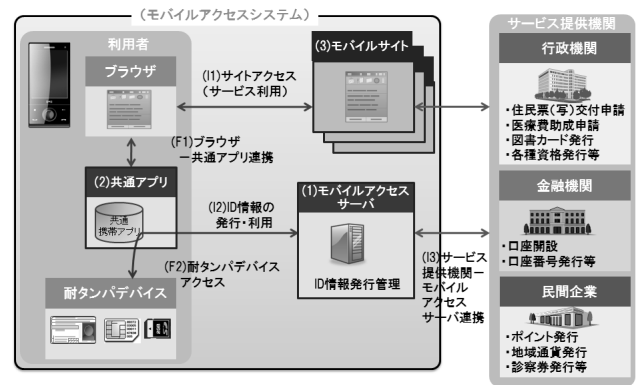 (モバイルアクセスシステム)
利用者
ブラウザ
(I1)サイトアクセス
(サービス利用)
(3)モバイルサイト
(F1)ブラウザ
－共通アプリ連携
(2)共通アプリ
共通
携帯アプリ
(I2)ID情報の
発行・利用
(1)モバイルアクセス
サーバ
ID情報発行管理
(F2)耐タンパデバイス
アクセス
耐タンパデバイス
(I3)サービス
提供機関－
モバイル
アクセス
サーバ連携
サービス提供機関
行政機関
・住民票(写)交付申請
・医療費助成申請
・図書カード発行
・各種資格発行等
金融機関
・口座開設
・口座番号発行等
民間企業
・ポイント発行
・地域通貨発行
・診察券発行等